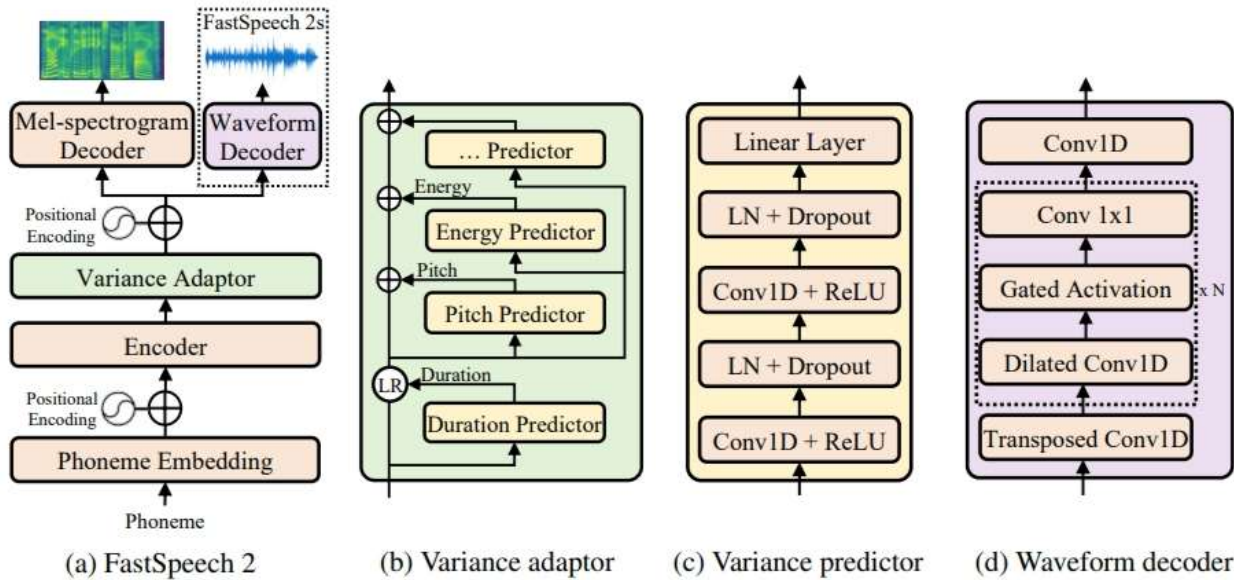 FastSpeech 2s
Mel-spectrogram
Decoder
Waveform
Decoder
Positional
Encoding
Variance Adaptor
Encoder
Positional
Encoding
Phoneme Embedding
Phoneme
(a) FastSpeech 2
... Predictor
Energy
Energy Predictor
Pitch
Pitch Predictor
LR
Duration
Duration Predictor
(b) Variance adaptor
Linear Layer
LN + Dropout
Conv1D + ReLU
LN + Dropout
Conv1D + ReLU
(c) Variance predictor
Conv1D
Conv 1x1
Gated Activation
x N
Dilated Conv1D
Transposed Conv1D
(d) Waveform decoder